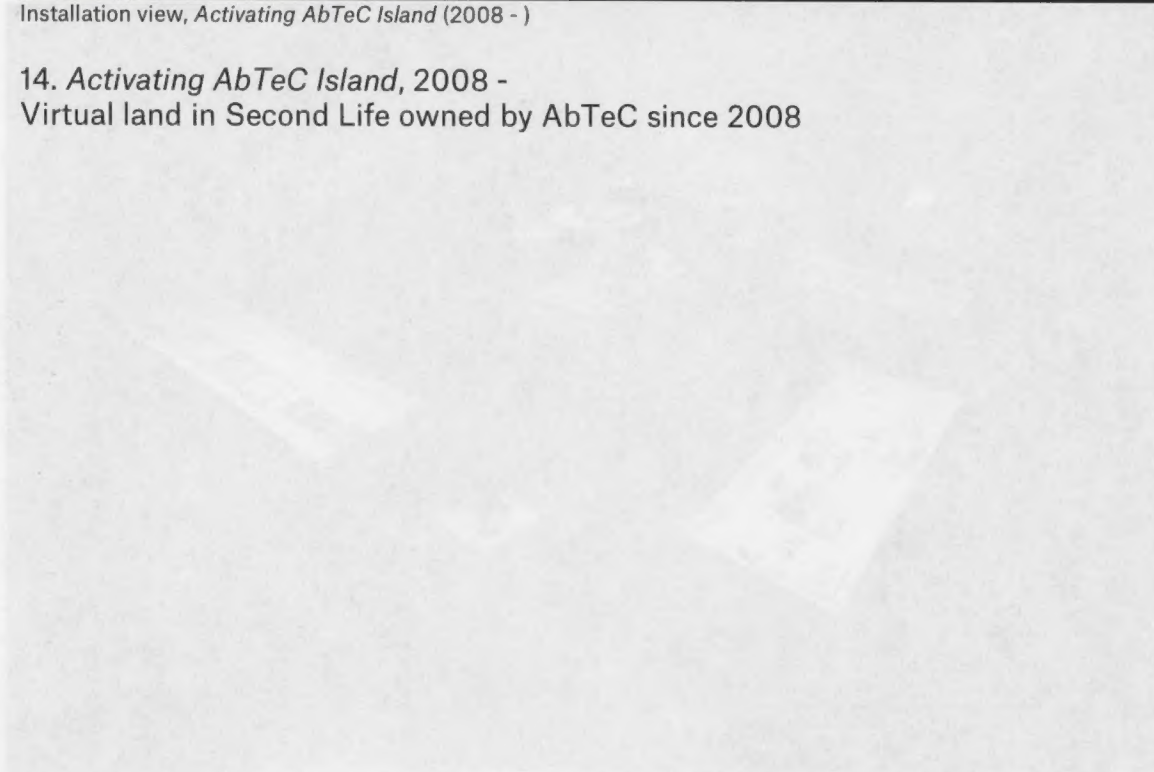 Installation view, Activating AbTeC Island (2008 - )
14. Activating AbTeC Island, 2008 -
Virtual land in Second Life owned by AbTeC since 2008